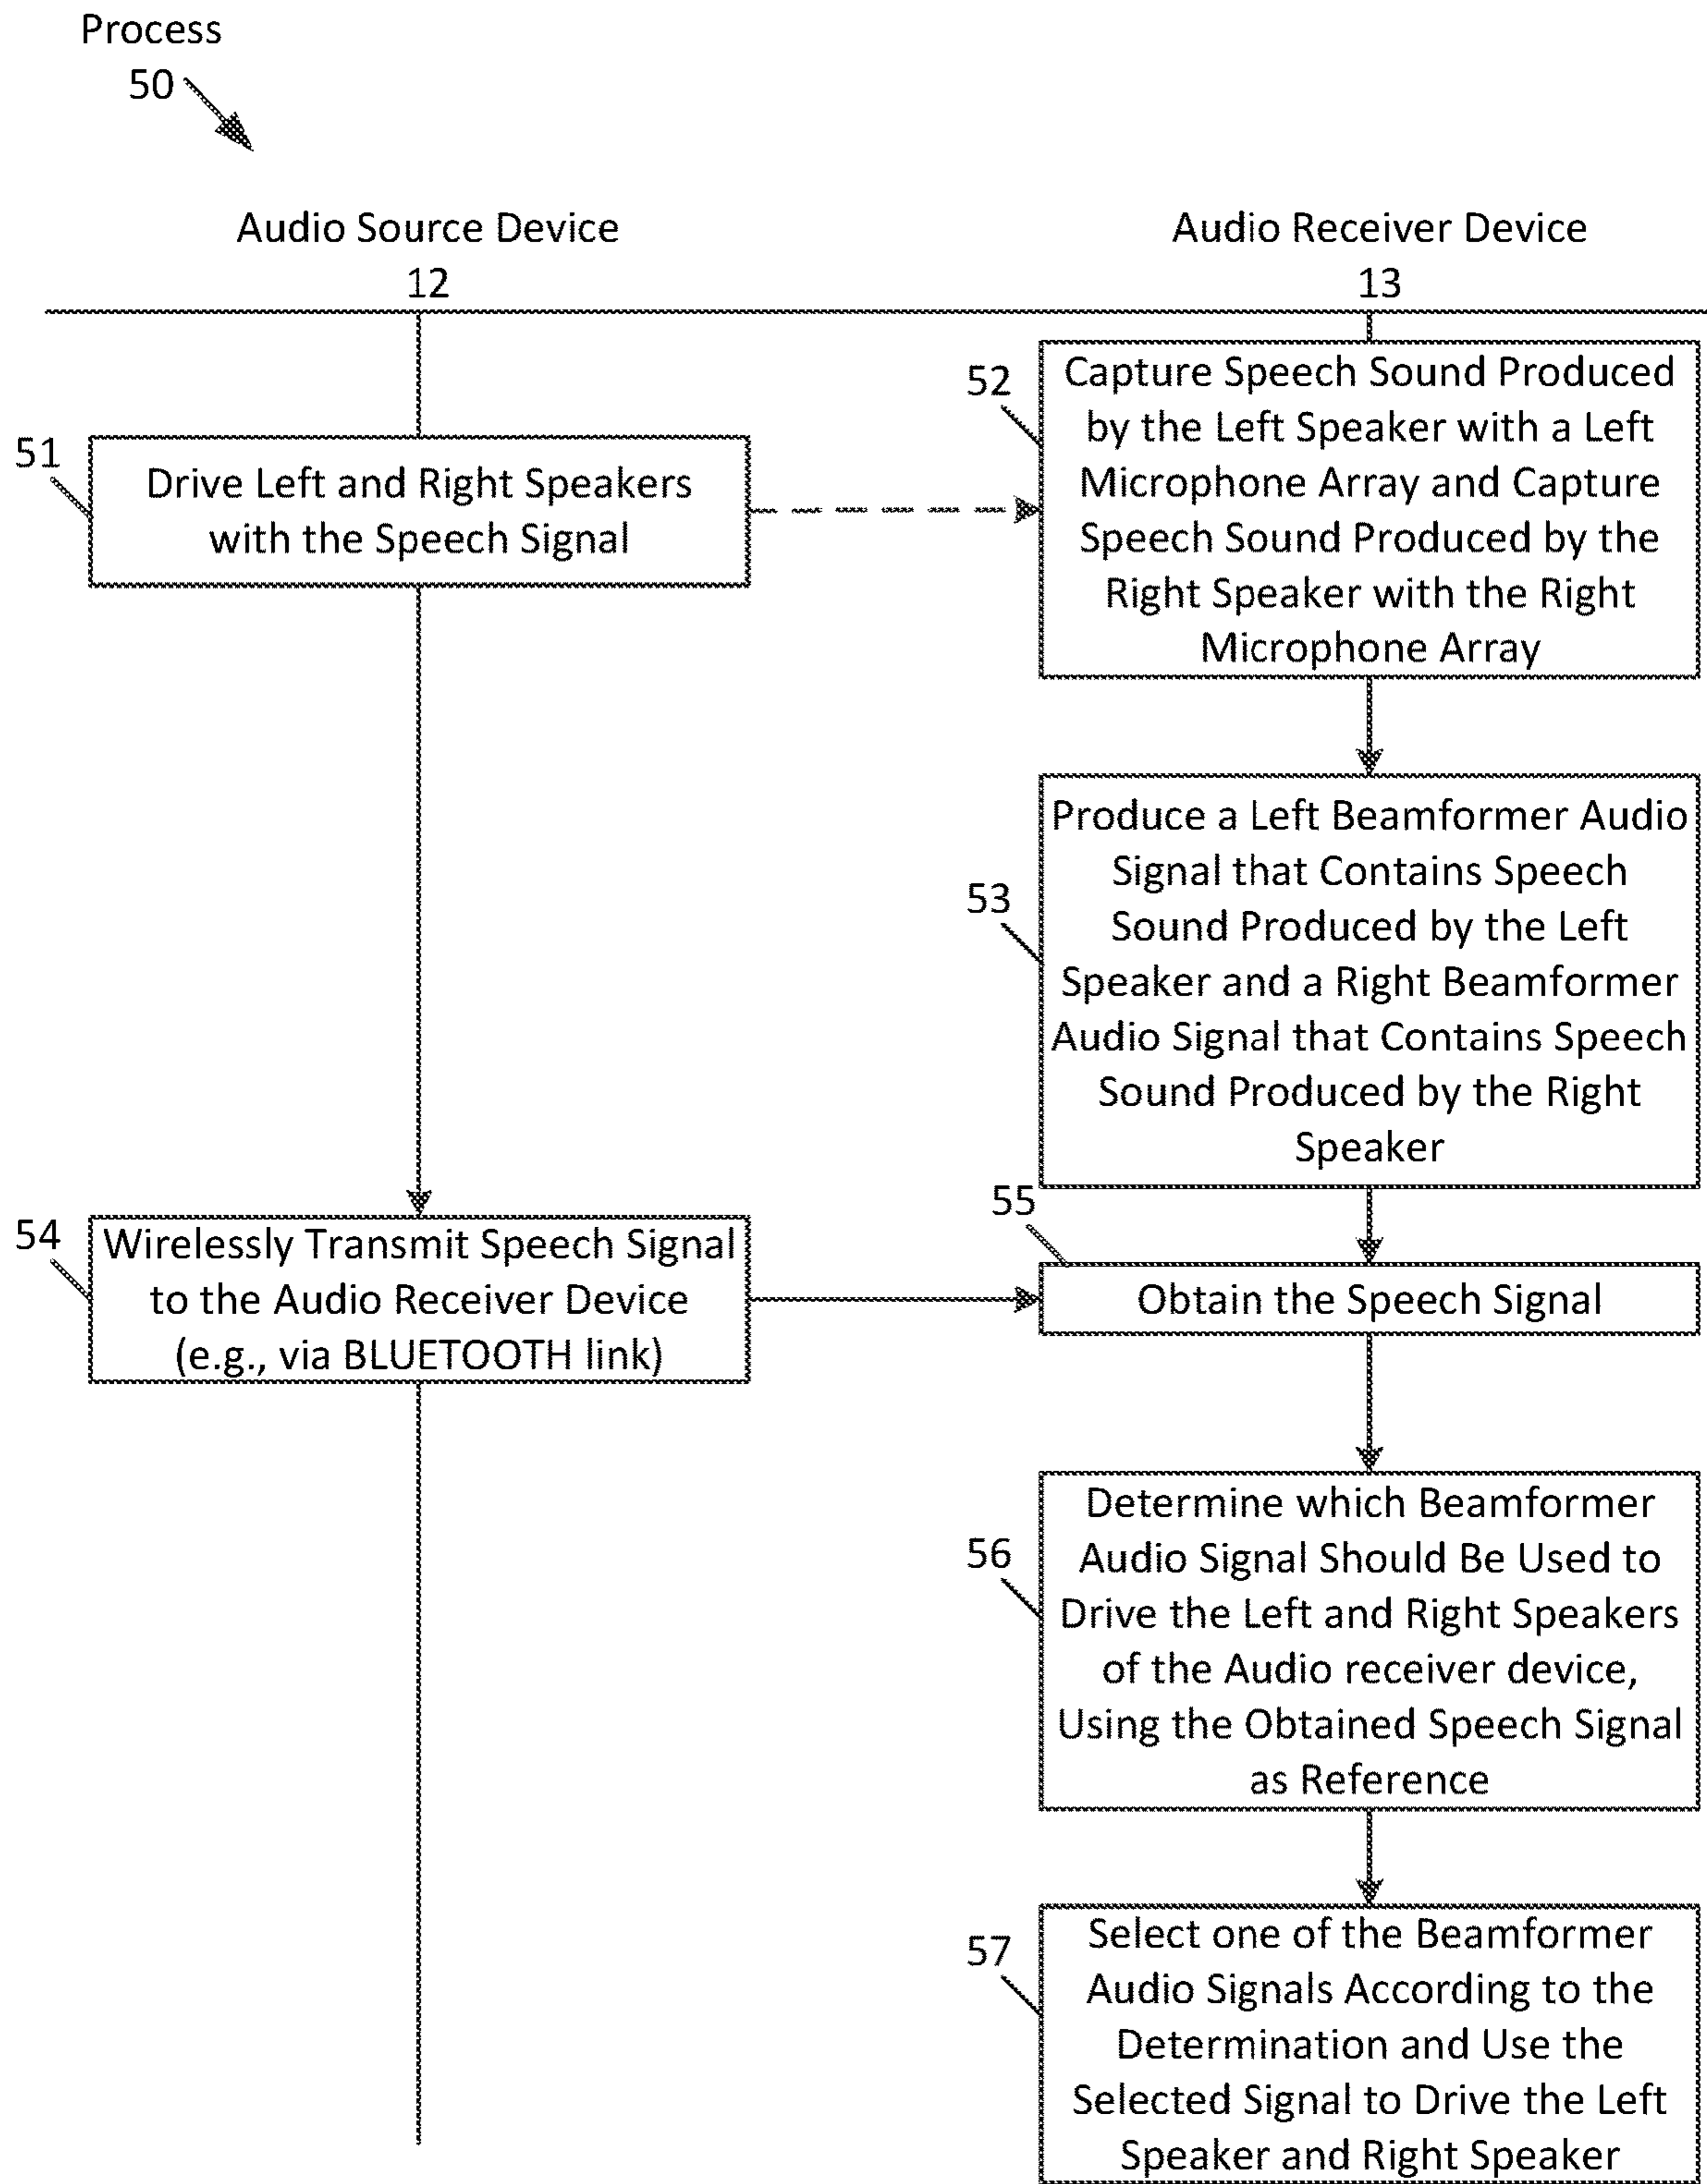 Process
50
Audio Source Device
12
Audio Receiver Device
13
51
Drive Left and Right Speakers
with the Speech Signal
52
Capture Speech Sound Produced
by the Left Speaker with a Left
Microphone Array and Capture
Speech Sound Produced by the
Right Speaker with the Right
Microphone Array
53
Produce a Left Beamformer Audio
Signal that Contains Speech
Sound Produced by the Left
Speaker and a Right Beamformer
Audio Signal that Contains Speech
Sound Produced by the Right
Speaker
54
Wirelessly Transmit Speech Signal
to the Audio Receiver Device
(e.g., via BLUETOOTH link)
55
Obtain the Speech Signal
56
Determine which Beamformer
Audio Signal Should Be Used to
Drive the Left and Right Speakers
of the Audio receiver device,
Using the Obtained Speech Signal
as Reference
57
Select one of the Beamformer
Audio Signals According to the
Determination and Use the
Selected Signal to Drive the Left
Speaker and Right Speaker